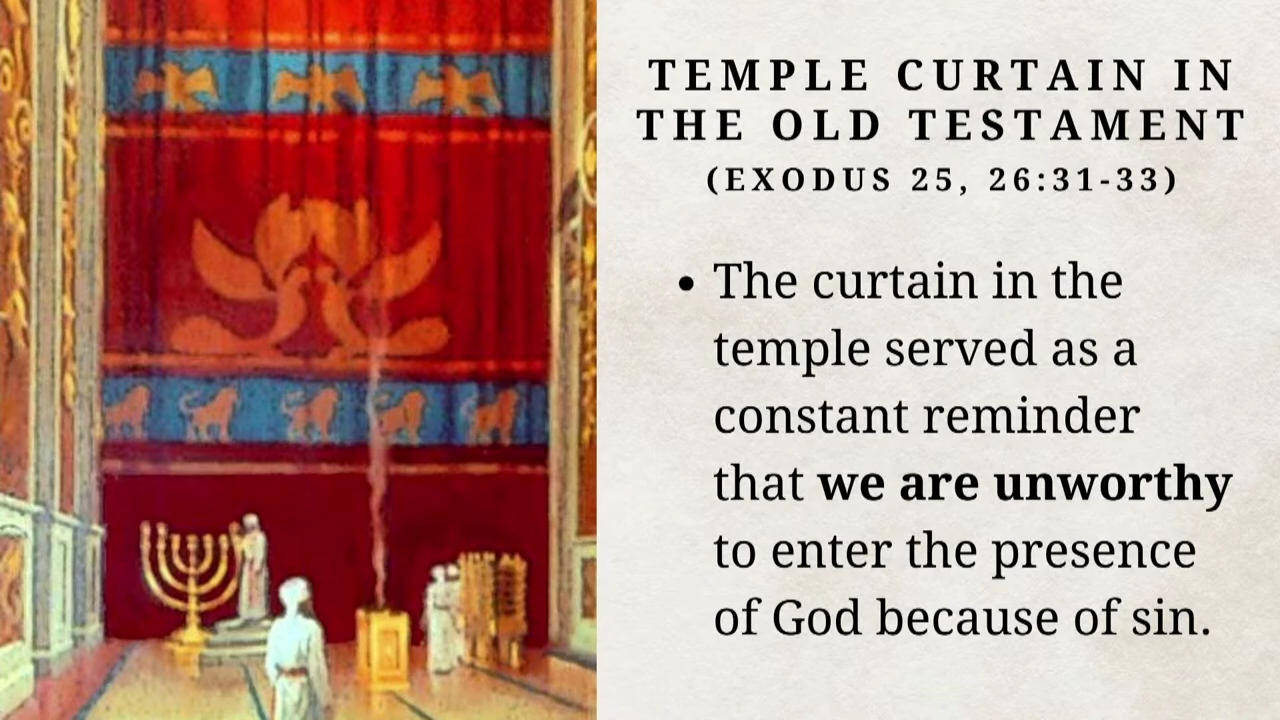 TEMPLE CURTAIN IN
THE OLD TESTAMENT
(EXODUS 25, 26:31-33)
• The curtain in the
temple served as a
constant reminder
that we are unworthy
to enter the presence
of God because of sin.